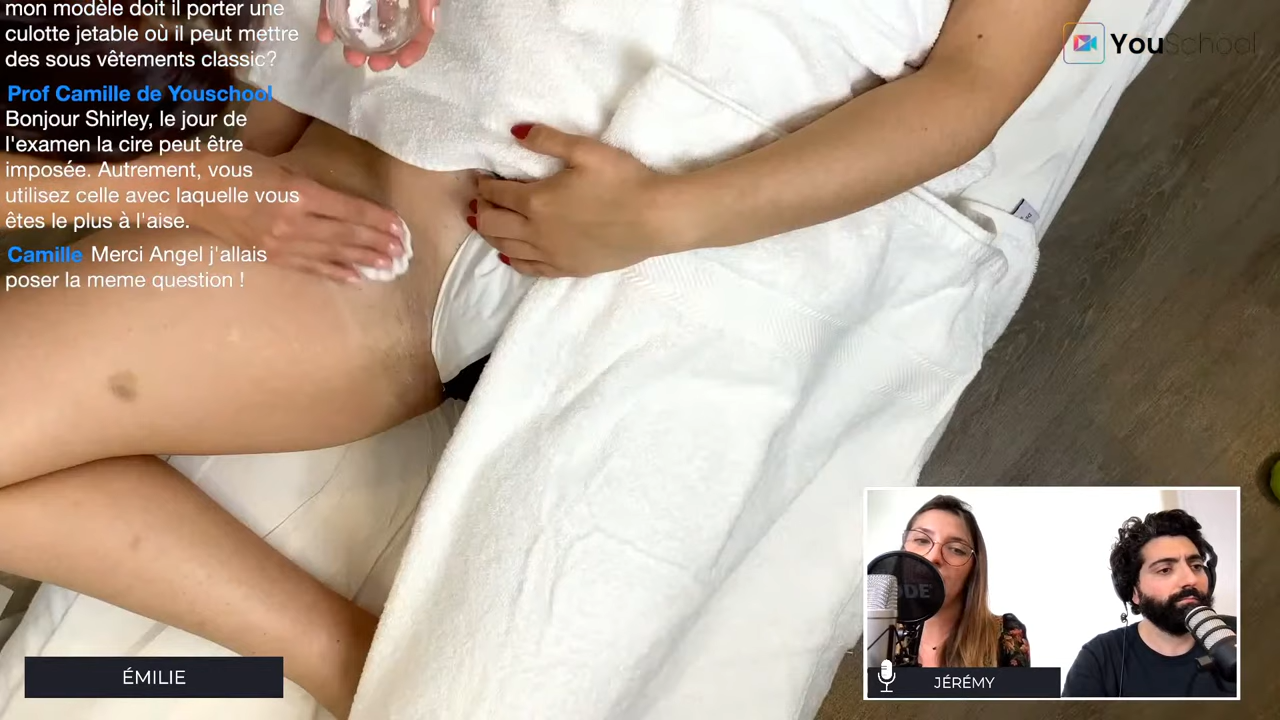 mon modèle doit il porter une
culotte jetable où il peut mettre
des sous vêtements classic?
Prof Camille de Youschool
Bonjour Shirley, le jour de
l'examen la cire peut être
imposée. Autrement, vous
utilisez celle avec laquelle vous
êtes le plus à l'aise.
Camille Merci Angel j'allais
poser la meme question !
YouSchool
ÉMILIE
JÉRÉMY